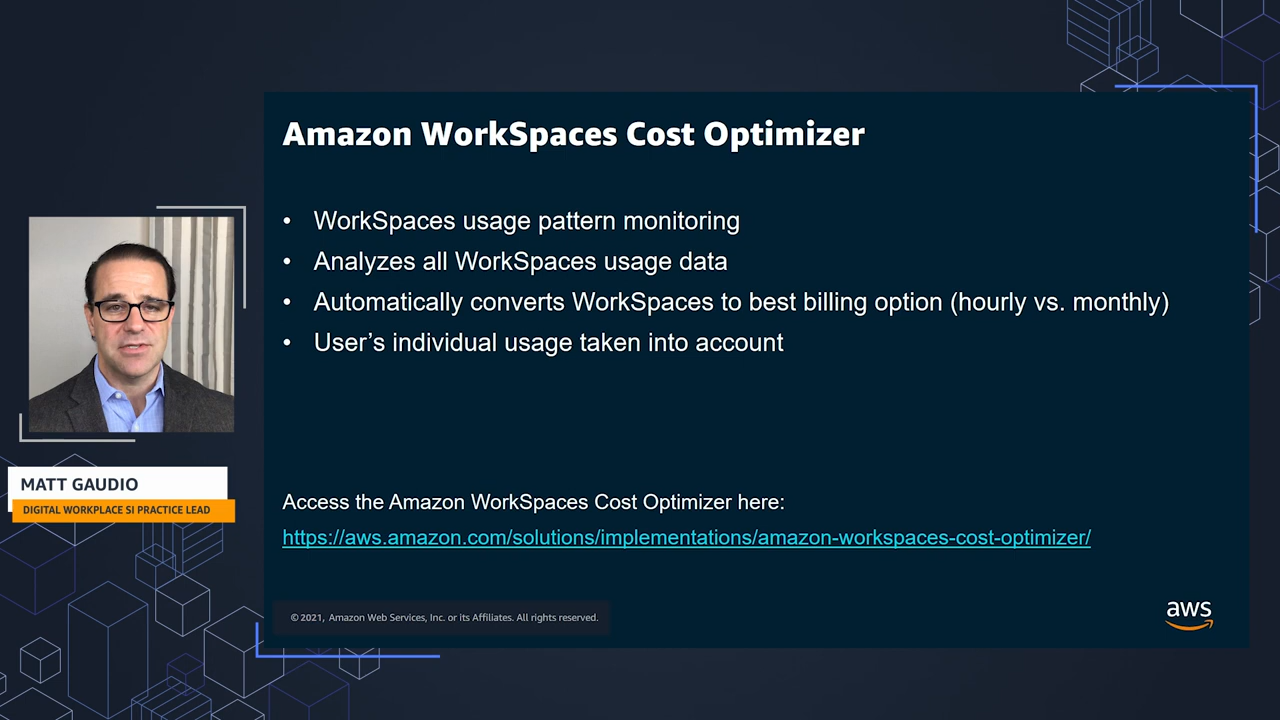 Amazon WorkSpaces Cost Optimizer
• WorkSpaces usage pattern monitoring
• Analyzes all WorkSpaces usage data
• Automatically converts WorkSpaces to best billing option (hourly vs. monthly)
• User’s individual usage taken into account
MATT GAUDIO
DIGITAL WORKPLACE SI PRACTICE LEAD
Access the Amazon WorkSpaces Cost Optimizer here:
https://aws.amazon.com/solutions/implementations/amazon-workspaces-cost-optimizer/
© 2021, Amazon Web Services, Inc. or its Affiliates. All rights reserved.
aws